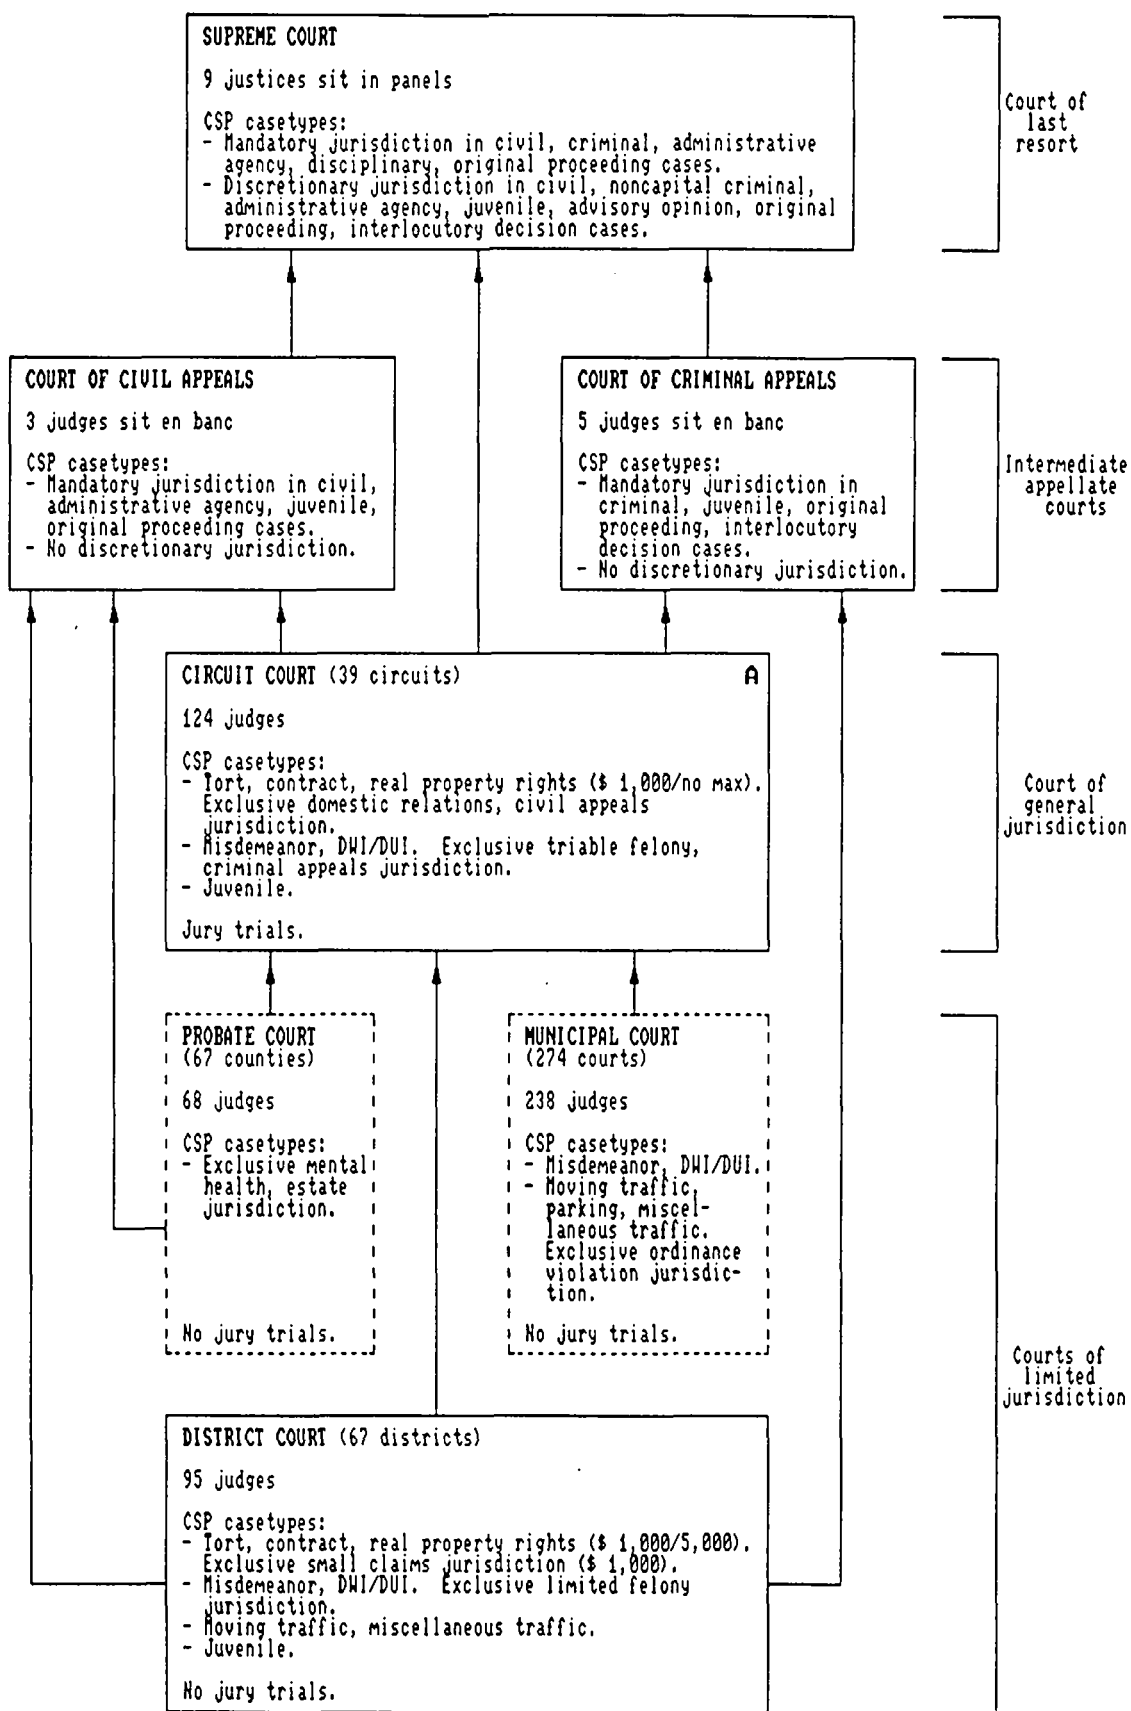 SUPREME COURT
9 justices sit in panels
CSP casetypes:
- Mandatory jurisdiction in civil, criminal, administrative
agency, disciplinary, original proceeding cases.
- Discretionary jurisdiction in civil, noncapital criminal,
administrative agency, juvenile, advisory opinion, original
proceeding, interlocutory decision cases.
Court of
last
resort
COURT OF CIVIL APPEALS
3 judges sit en banc
CSP casetypes:
- Mandatory jurisdiction in civil,
administrative agency, juvenile,
original proceeding cases.
- No discretionary jurisdiction.
COURT OF CRIMINAL APPEALS
5 judges sit en banc
CSP casetypes:
- Mandatory jurisdiction in
criminal, juvenile, original
proceeding, interlocutory
decision cases.
- No discretionary jurisdiction.
Intermediate
appellate
courts
CIRCUIT COURT (39 circuits)
A
124 judges
CSP casetypes:
- Tort, contract, real property rights ($ 1,000/no max).
Exclusive domestic relations, civil appeals
jurisdiction.
- Misdemeanor, DWI/DUI. Exclusive triable felony,
criminal appeals jurisdiction.
- Juvenile.
Jury trials.
Court of
general
jurisdiction
PROBATE COURT
(67 counties)
68 judges
CSP casetypes:
- Exclusive mental
health, estate
jurisdiction.
No jury trials.
MUNICIPAL COURT
(274 courts)
238 judges
CSP casetypes:
- Misdemeanor, DWI/DUI.
- Moving traffic,
parking, miscel-
laneous traffic.
Exclusive ordinance
violation jurisdic-
tion.
No jury trials.
Courts of
limited
jurisdiction
DISTRICT COURT (67 districts)
95 judges
CSP casetypes:
- Tort, contract, real property rights ($ 1,000/5,000).
Exclusive small claims jurisdiction ($ 1,000).
- Misdemeanor, DWI/DUI. Exclusive limited felony
jurisdiction.
- Moving traffic, miscellaneous traffic.
- Juvenile.
No jury trials.